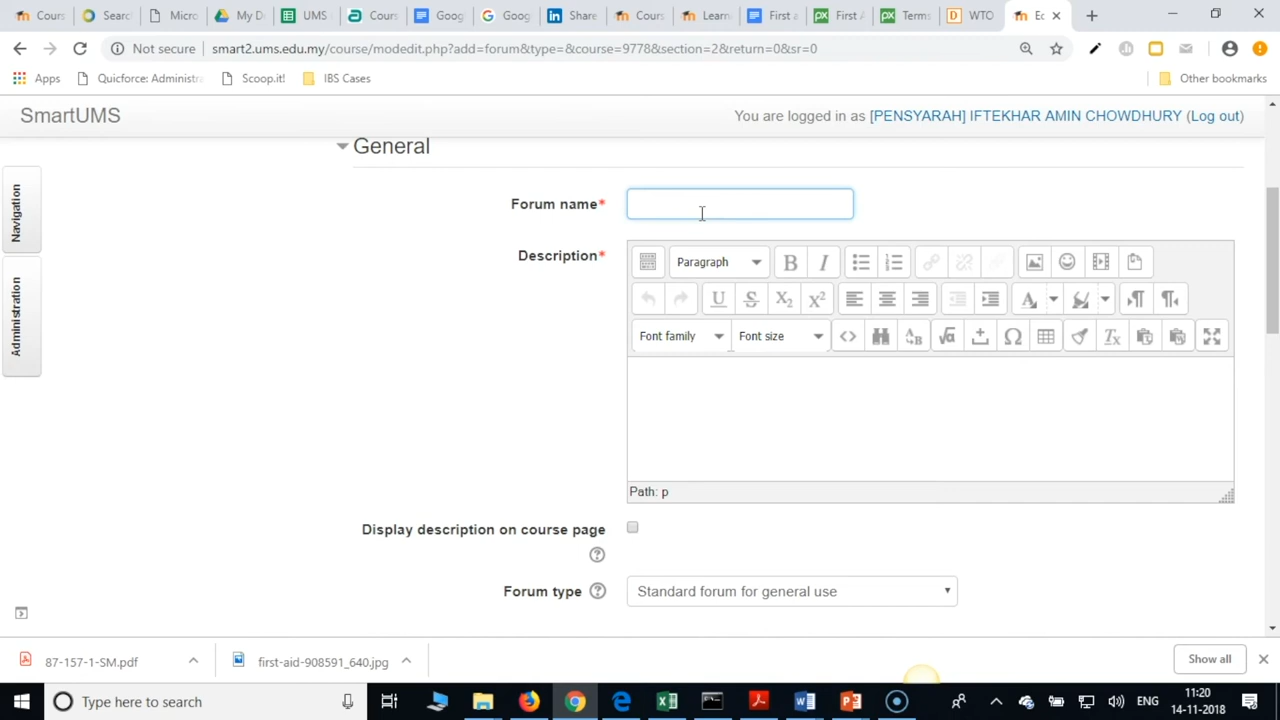 Cours
Searc
Micro
My D
UMS
Cours
Goog
Goog
Share
Cours
Learn
First a
First A
Terms
WTO
Ec
Not secure
smart2.ums.edu.my/course/modedit.php?add=forum&type=&course=9778&section=2&return=0&sr=0
Apps
Quicforce: Administra
Scoop.it!
IBS Cases
Other bookmarks
SmartUMS
You are logged in as [PENSYARAH] IFTEKHAR AMIN CHOWDHURY (Log out)
General
Navigation
Administration
Forum name*
Description*
Paragraph
Font family
Font size
Path: p
Display description on course page
Forum type
Standard forum for general use
87-157-1-SM.pdf
first-aid-908591_640.jpg
Show all
Type here to search
ENG
11:20
14-11-2018